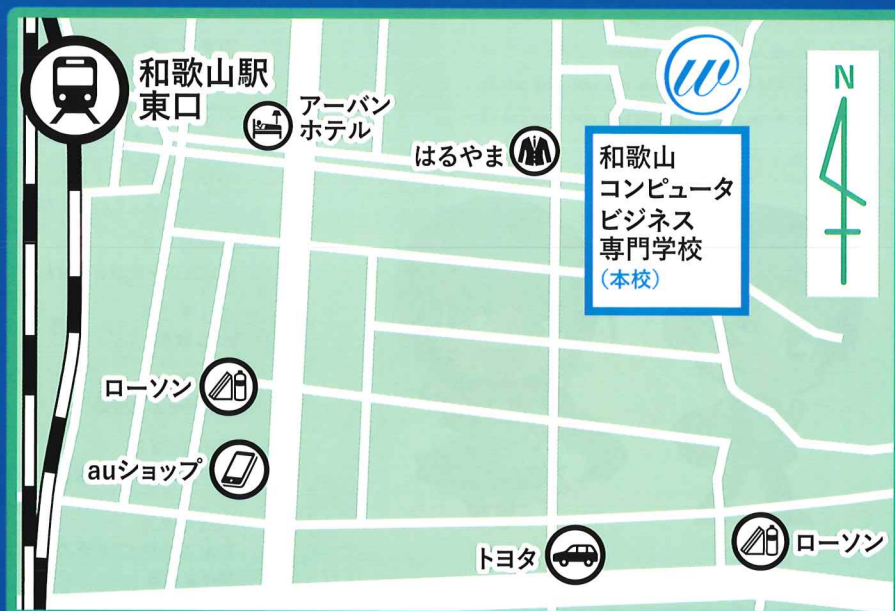 和歌山駅
東口
アーバン
ホテル
はるやま
w
N
和歌山
コンピュータ
ビジネス
専門学校
(本校)
ローソン
auショップ
トヨタ
ローソン